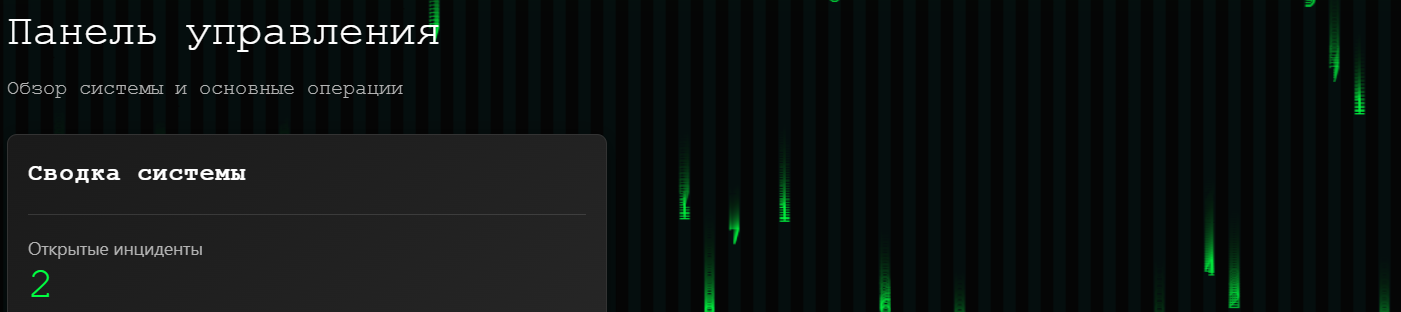 Панель управления
Обзор системы и основные операции
Сводка системы
Открытые инциденты
2